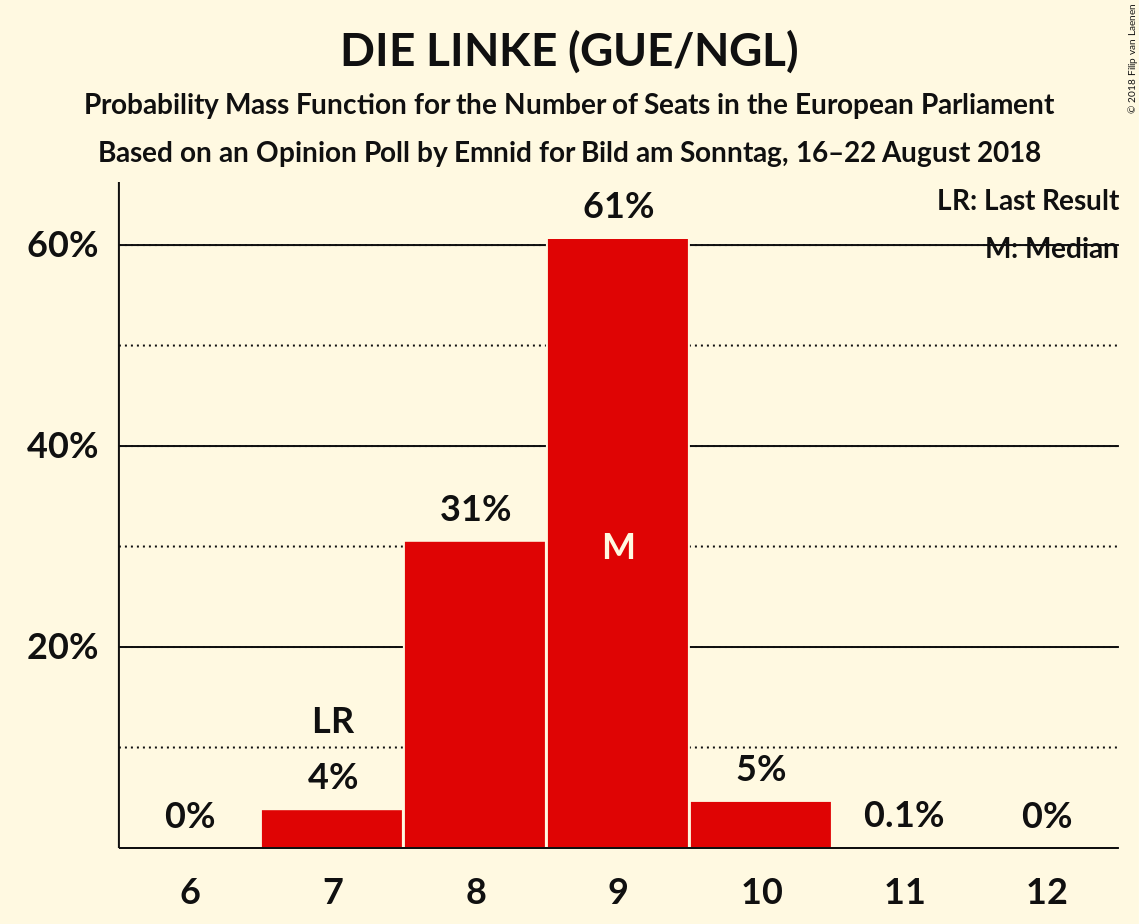 DIE LINKE (GUE/NGL)
Probability Mass Function for the Number of Seats in the European Parliament
Based on an Opinion Poll by Emnid for Bild am Sonntag, 16–22 August 2018
© 2018 Filip van Laenen
LR: Last Result
M: Median
60%
40%
20%
0%
LR
4%
31%
61%
M
5%
0.1%
0%
6
7
8
9
10
11
12